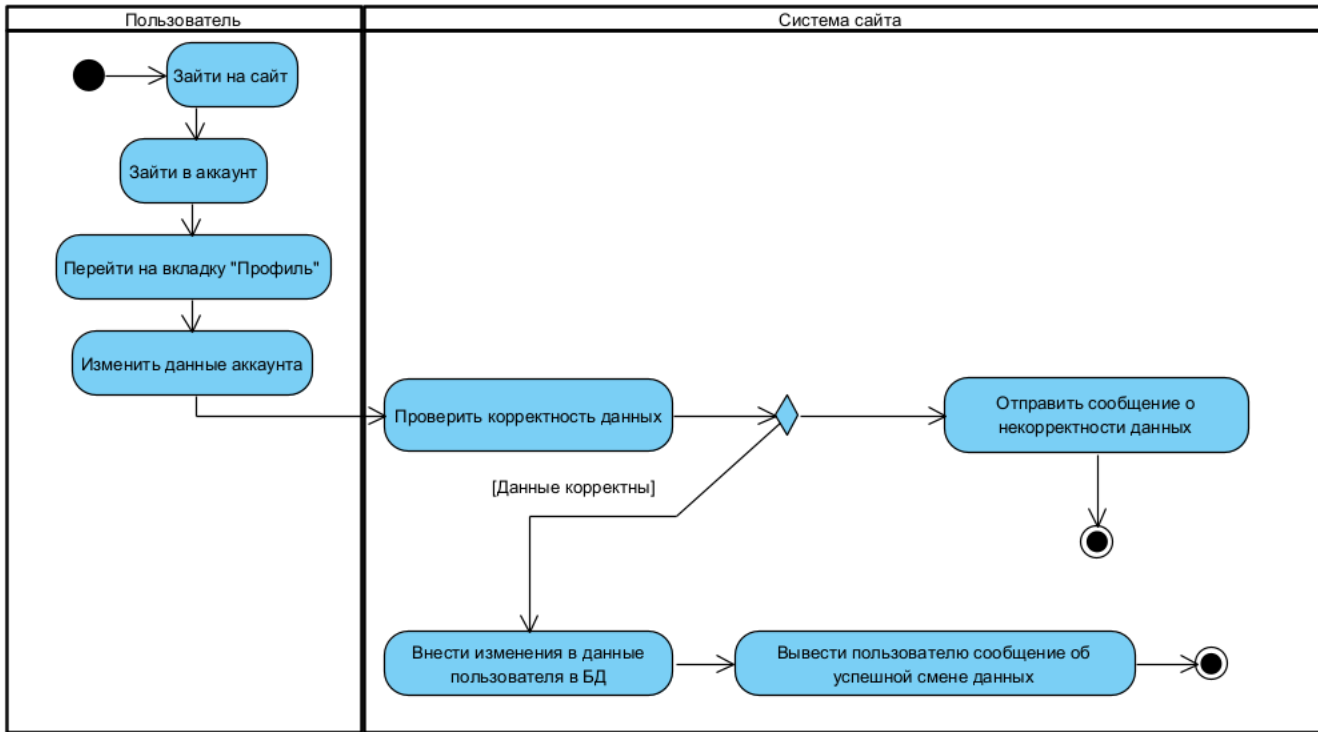 Пользователь
Система сайта
Зайти на сайт
Зайти в аккаунт
Перейти на вкладку "Профиль"
Изменить данные аккаунта
Проверить корректность данных
Отправить сообщение о
некорректности данных
[Данные корректны]
Внести изменения в данные
пользователя в БД
Вывести пользователю сообщение об
успешной смене данных